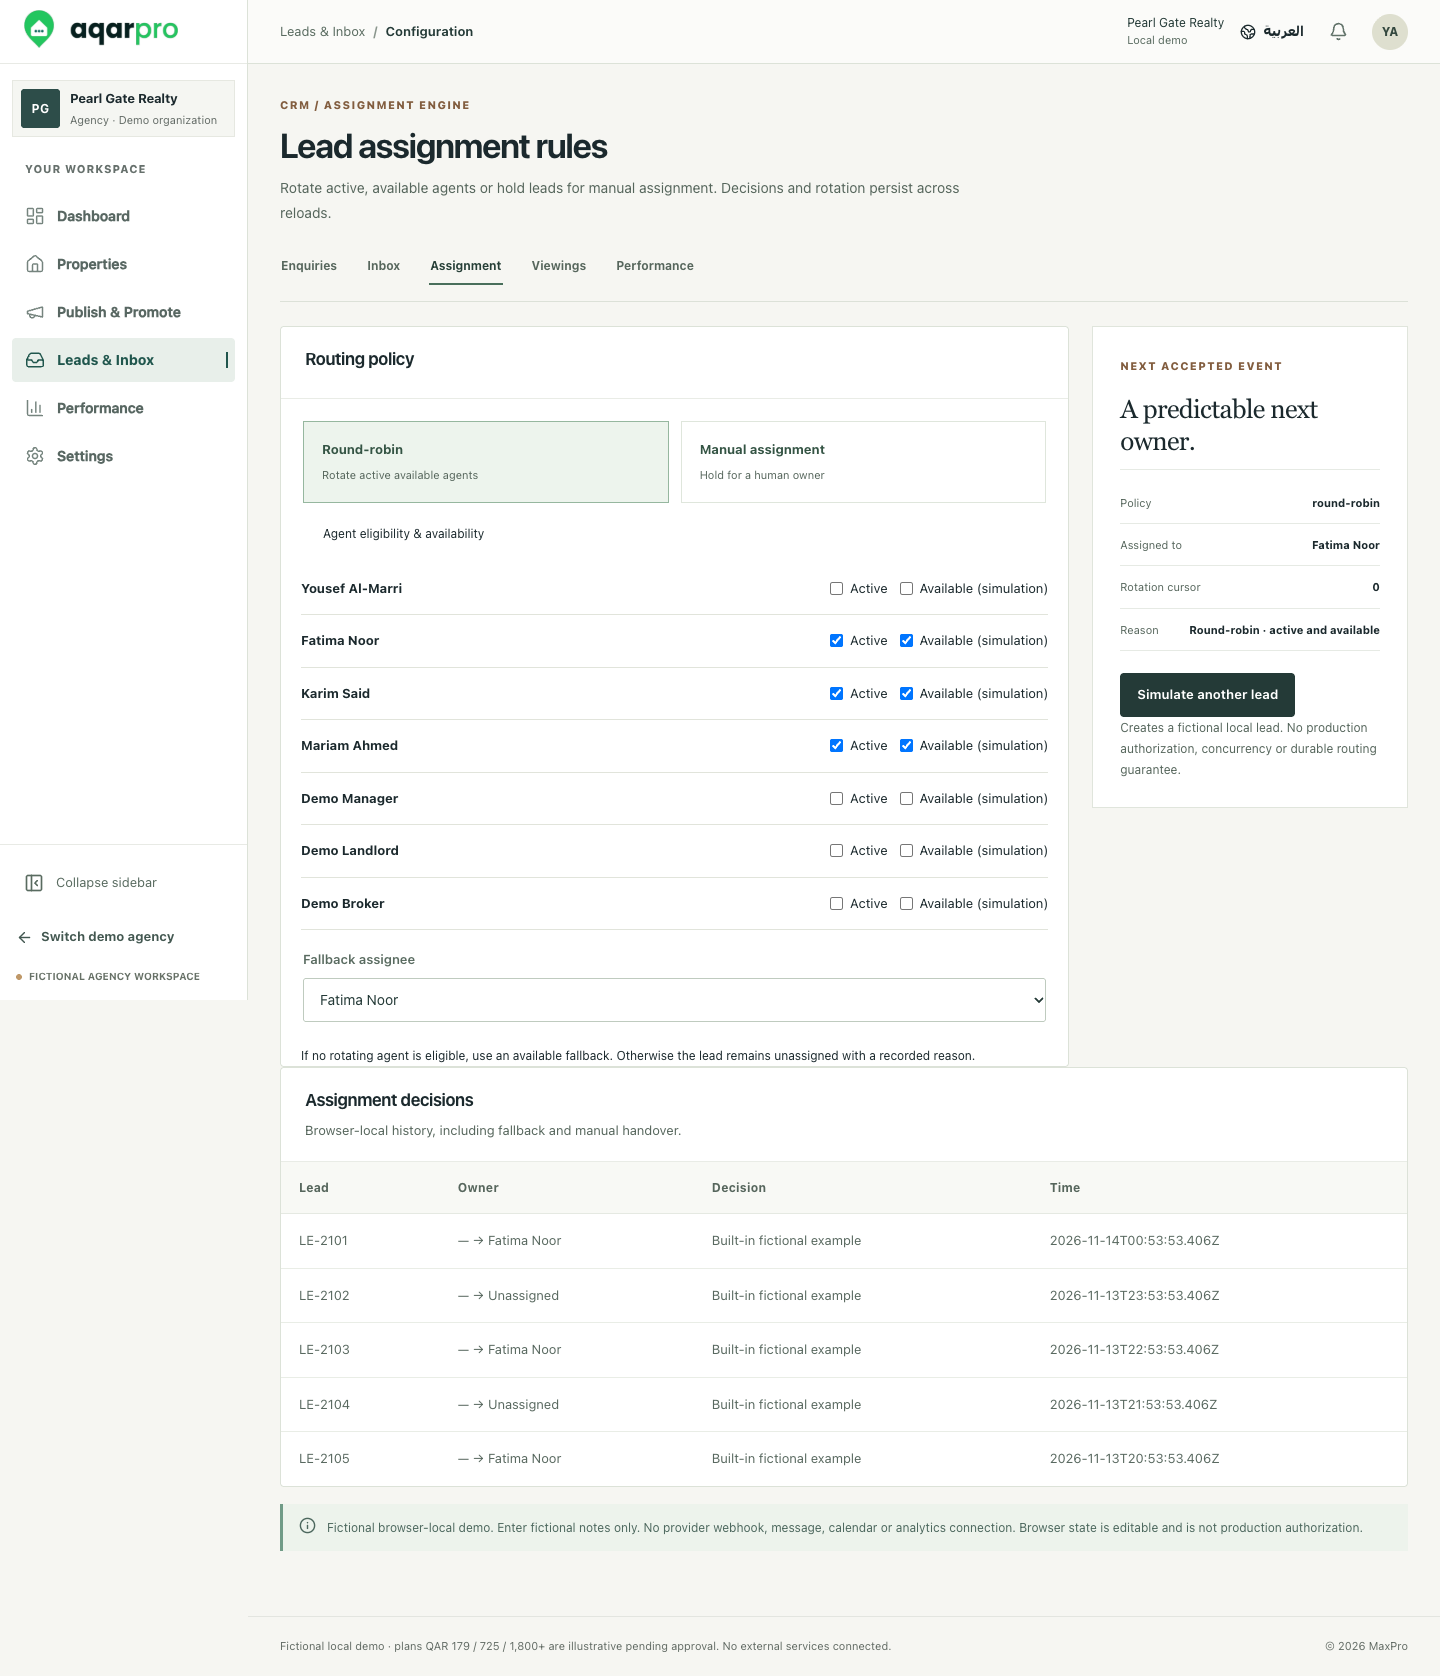 aqarpro
Leads & Inbox / Configuration
Pearl Gate Realty
Local demo
العربية
YA
PG
Pearl Gate Realty
Agency · Demo organization
YOUR WORKSPACE
Dashboard
Properties
Publish & Promote
Leads & Inbox
Performance
Settings
Collapse sidebar
Switch demo agency
FICTIONAL AGENCY WORKSPACE
CRM / ASSIGNMENT ENGINE
Lead assignment rules
Rotate active, available agents or hold leads for manual assignment. Decisions and rotation persist across
reloads.
Enquiries Inbox Assignment Viewings Performance
Routing policy
Round-robin
Rotate active available agents
Manual assignment
Hold for a human owner
Agent eligibility & availability
Yousef Al-Marri Active Available (simulation)
Fatima Noor Active Available (simulation)
Karim Said Active Available (simulation)
Mariam Ahmed Active Available (simulation)
Demo Manager Active Available (simulation)
Demo Landlord Active Available (simulation)
Demo Broker Active Available (simulation)
Fallback assignee
Fatima Noor
If no rotating agent is eligible, use an available fallback. Otherwise the lead remains unassigned with a recorded reason.
NEXT ACCEPTED EVENT
A predictable next
owner.
Policy round-robin
Assigned to Fatima Noor
Rotation cursor 0
Reason Round-robin · active and available
Simulate another lead
Creates a fictional local lead. No production
authorization, concurrency or durable routing
guarantee.
Assignment decisions
Browser-local history, including fallback and manual handover.
Lead Owner Decision Time
LE-2101 — → Fatima Noor Built-in fictional example 2026-11-14T00:53:53.406Z
LE-2102 — → Unassigned Built-in fictional example 2026-11-13T23:53:53.406Z
LE-2103 — → Fatima Noor Built-in fictional example 2026-11-13T22:53:53.406Z
LE-2104 — → Unassigned Built-in fictional example 2026-11-13T21:53:53.406Z
LE-2105 — → Fatima Noor Built-in fictional example 2026-11-13T20:53:53.406Z
Fictional browser-local demo. Enter fictional notes only. No provider webhook, message, calendar or analytics connection. Browser state is editable and is not production authorization.
Fictional local demo · plans QAR 179 / 725 / 1,800+ are illustrative pending approval. No external services connected.
© 2026 MaxPro